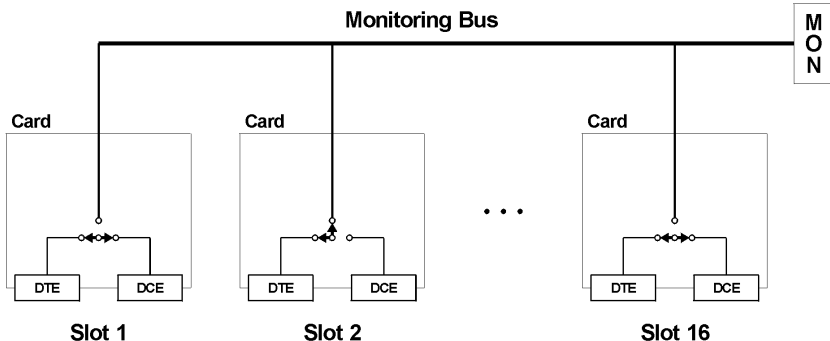 Monitoring Bus
M
O
N
Card
Card
Card
• • •
DTE
DCE
DTE
DCE
DTE
DCE
Slot 1
Slot 2
Slot 16